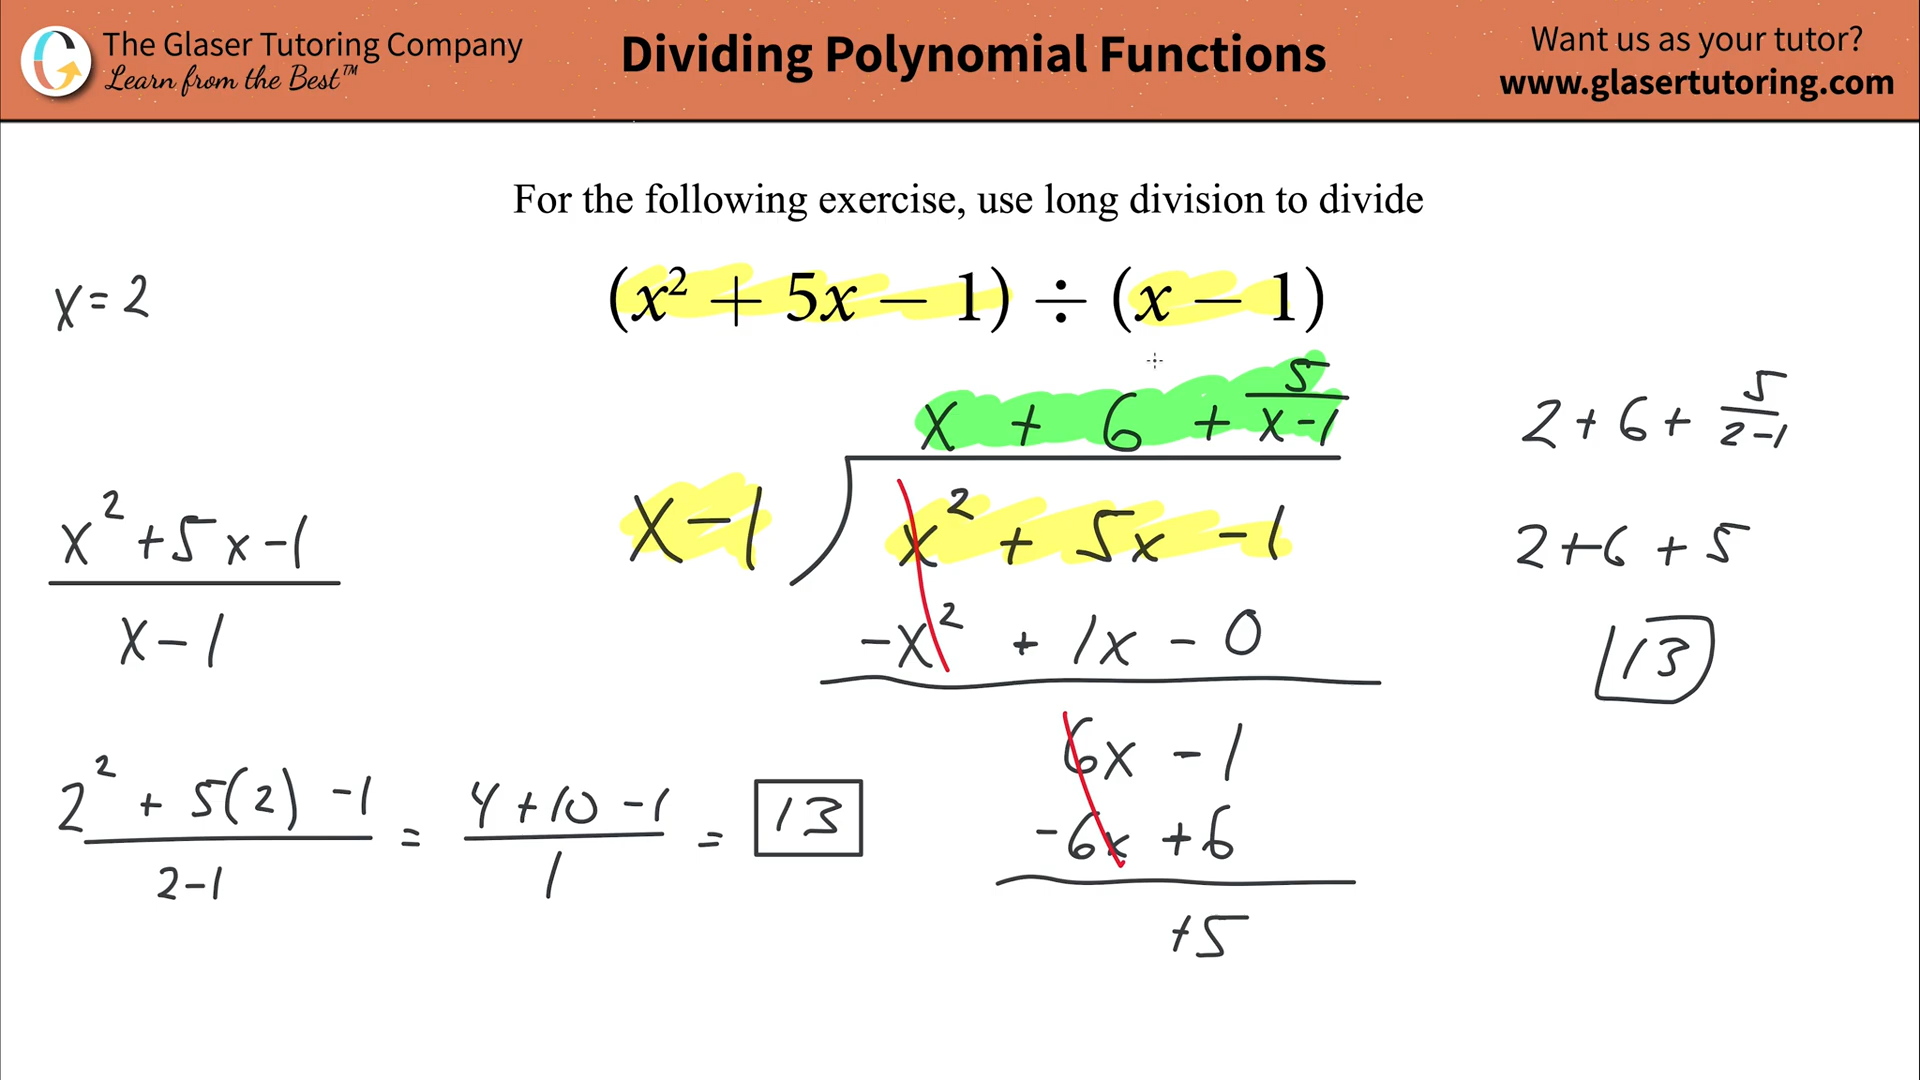 The Glaser Tutoring Company
Learn from the Best™
Dividing Polynomial Functions
Want us as your tutor?
www.glasertutoring.com
For the following exercise, use long division to divide
(x² + 5x − 1) ÷ (x − 1)
x = 2
x + 6 + 5/(x-1)
x-1
x² + 5x - 1
-x² + 1x - 0
6x - 1
-6x + 6
+5
x² + 5x - 1
x - 1
2² + 5(2) - 1
2-1
=
4 + 10 - 1
1
=
13
2 + 6 + 5/(2-1)
2 + 6 + 5
13